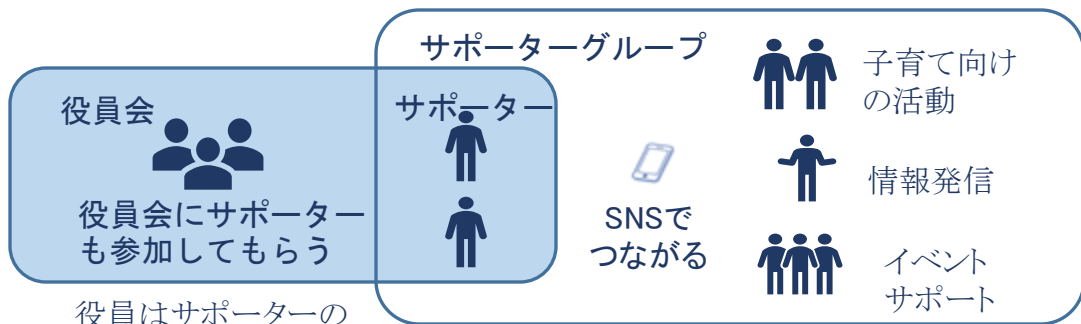 サポーターグループ
役員会
サポーター
役員会にサポーター
も参加してもらう
SNSで
つながる
子育て向け
の活動
情報発信
イベント
サポート
役員はサポーターの